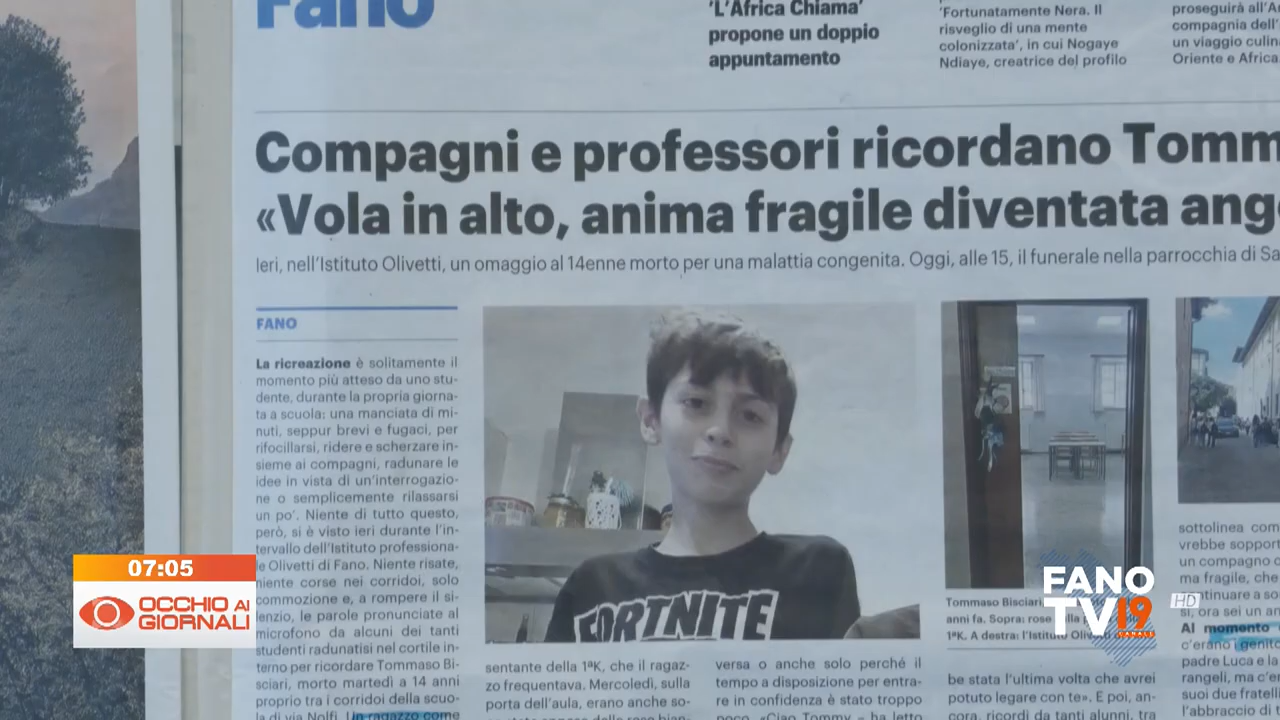 Fano
'L'Africa Chiama'
propone un doppio
appuntamento
'Fortunatamente Nera. Il
risveglio di una mente
colonizzata', in cui Nogaye
Ndiaye, creatrice del profilo
proseguirà
compagnia dell'
un viaggio
Oriente e Africa
Compagni e professori ricordano Tomm
«Vola in alto, anima fragile diventata ang
Ieri, nell'Istituto Olivetti, un omaggio al 14enne morto per una malattia congenita. Oggi, alle 15, il funerale nella parrocchia di Sa
FANO
La ricreazione è solitamente il
momento più atteso da uno stu-
dente, durante la propria giorna-
ta a scuola: una manciata di mi-
nuti, seppur brevi e fugaci, per
rifocillarsi, ridere e scherzare in-
sieme ai compagni, radunare le
idee in vista di un'interrogazio-
ne o semplicemente rilassarsi
un po'. Niente di tutto questo,
però, si è visto ieri durante l'in-
tervallo dell'Istituto professiona-
le Olivetti di Fano. Niente risate,
niente corse nei corridoi, solo
commozione e, a rompere il si-
lenzio, le parole pronunciate al
microfono da alcuni dei tanti
studenti radunatisi nel cortile in-
terno per ricordare Tommaso Bi-
sciari, morto martedì a 14 anni
proprio tra i corridoi della scuo-
la di via Nolfi. Un ragazzo come
FORTNITE
sentante della 1ªK, che il ragaz-
zo frequentava. Mercoledì, sulla
porta dell'aula, erano anche so-
versa o anche solo perché il
tempo a disposizione per entra-
re in confidenza è stato troppo
poco. «Ciao Tommy – ha letto
Tommaso Bisciari
anni fa. Sopra: rose
1ªK. A destra: l'Istituto
be stata l'ultima volta che avrei
potuto legare con te». E poi, an-
cora, ricordi da tanti alunni, tra
sottolinea com
vrebbe sopport
un compagno
ma fragile, che
continuare a so
si, ora sei un an
Al momento
c'erano i genito
padre Luca e la
rangeli, ma c'er
suoi due fratell
l'abbraccio di
07:05
OCCHIO AI
GIORNALI
FANO
TV19
CANALE
HD